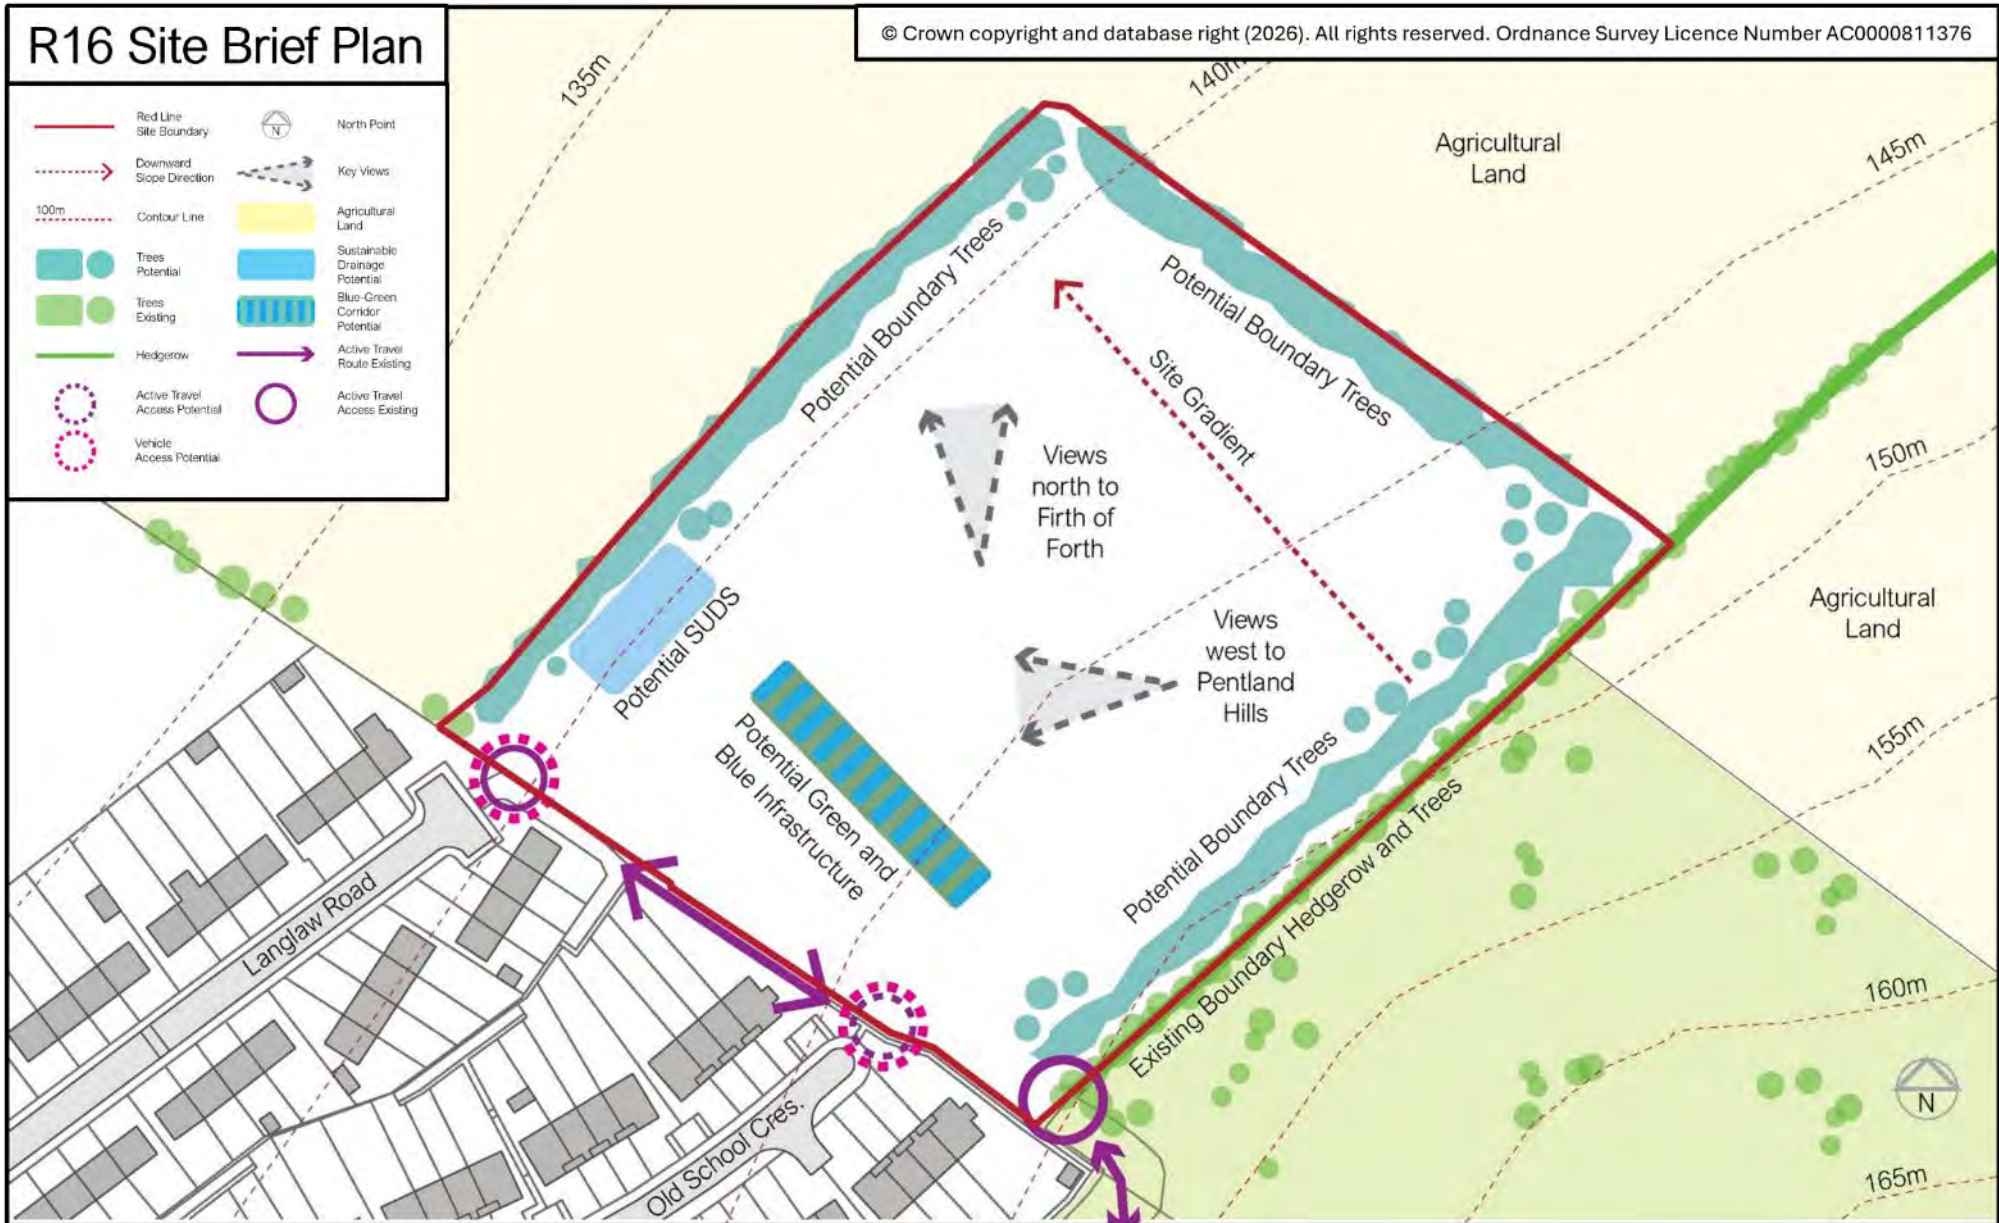 R16 Site Brief Plan
© Crown copyright and database right (2026). All rights reserved. Ordnance Survey Licence Number AC0000811376
Red Line
Site Boundary
N
North Point
Downward
Slope Direction
Key Views
100m
Contour Line
Agricultural
Land
Trees
Potential
Sustainable
Drainage
Potential
Trees
Existing
Blue-Green
Corridor
Potential
Hedgerow
Active Travel
Route Existing
Active Travel
Access Potential
Active Travel
Access Existing
Vehicle
Access Potential
135m
140m
145m
150m
155m
160m
165m
Agricultural
Land
Agricultural
Land
Potential Boundary Trees
Potential Boundary Trees
Site Gradient
Views
north to
Firth of
Forth
Views
west to
Pentland
Hills
Potential SUDS
Potential Green and
Blue Infrastructure
Potential Boundary Trees
Existing Boundary Hedgerow and Trees
Langlaw Road
Old School Cres.
N